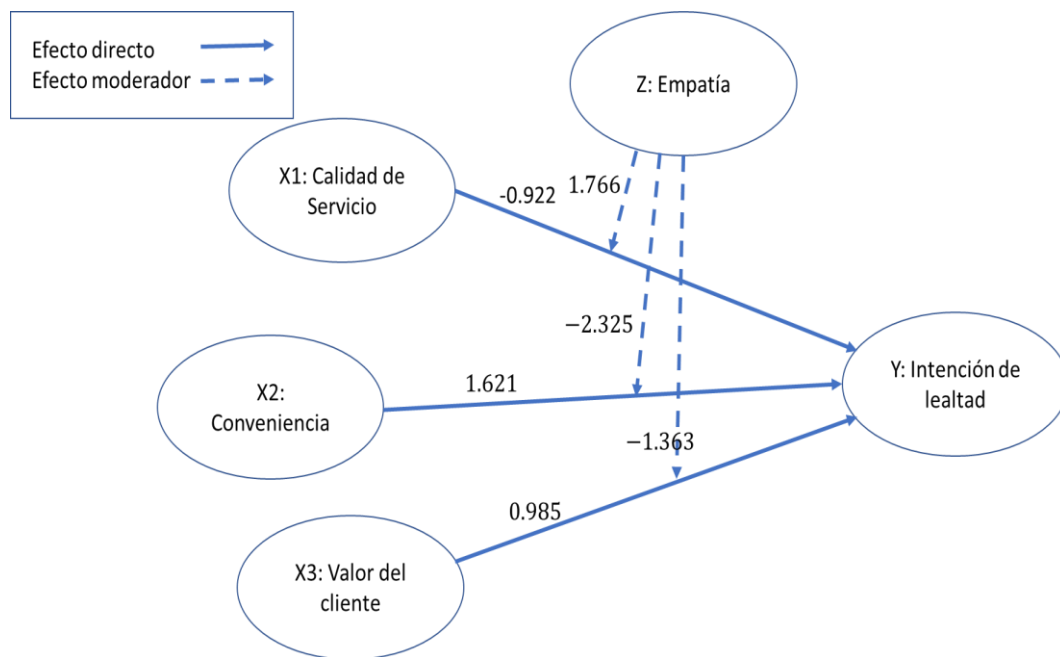 Efecto directo
Efecto moderador
Z: Empatía
X1: Calidad de
Servicio
-0.922
1.766
−2.325
X2:
Conveniencia
1.621
Y: Intención de
lealtad
−1.363
0.985
X3: Valor del
cliente